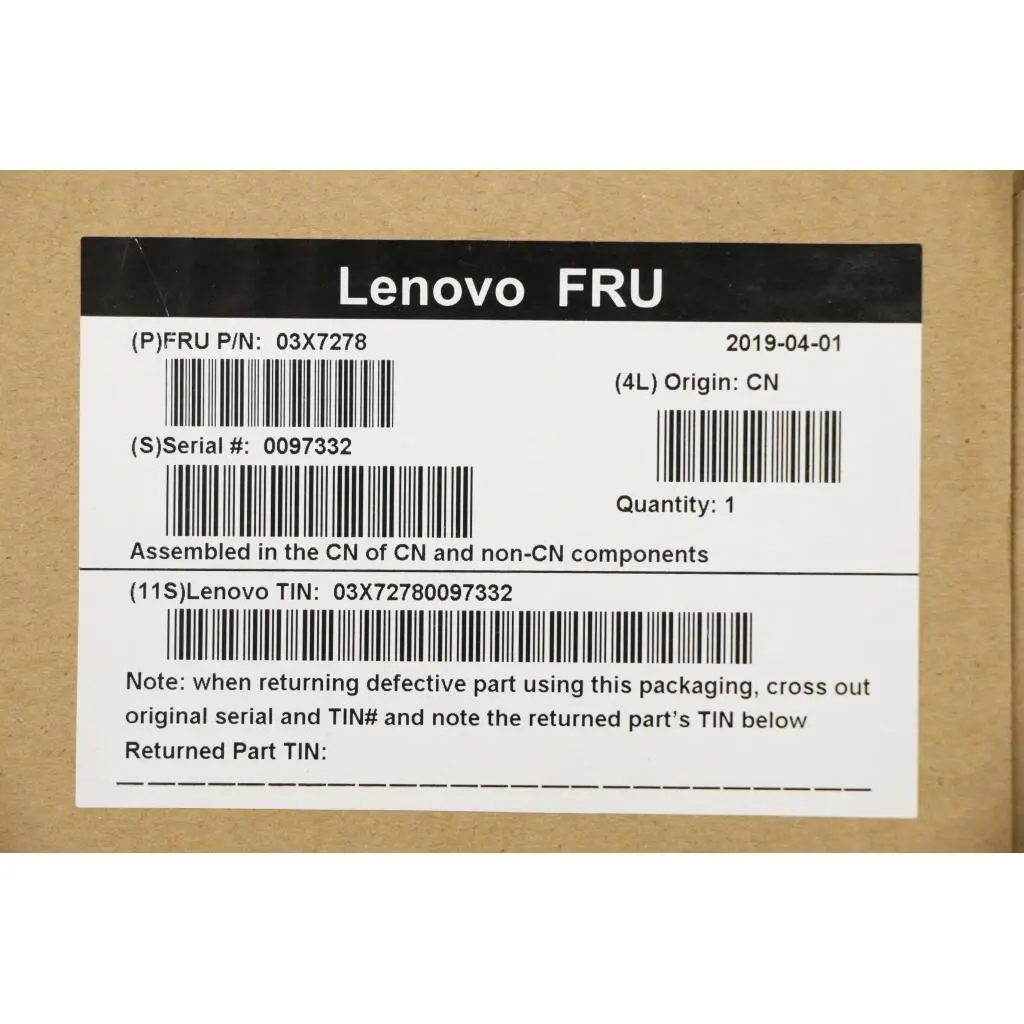 Lenovo FRU
(P)FRU P/N: 03X7278
2019-04-01
(4L) Origin: CN
(S)Serial #: 0097332
Quantity: 1
Assembled in the CN of CN and non-CN components
(11S)Lenovo TIN: 03X72780097332
Note: when returning defective part using this packaging, cross out
original serial and TIN# and note the returned part's TIN below
Returned Part TIN: